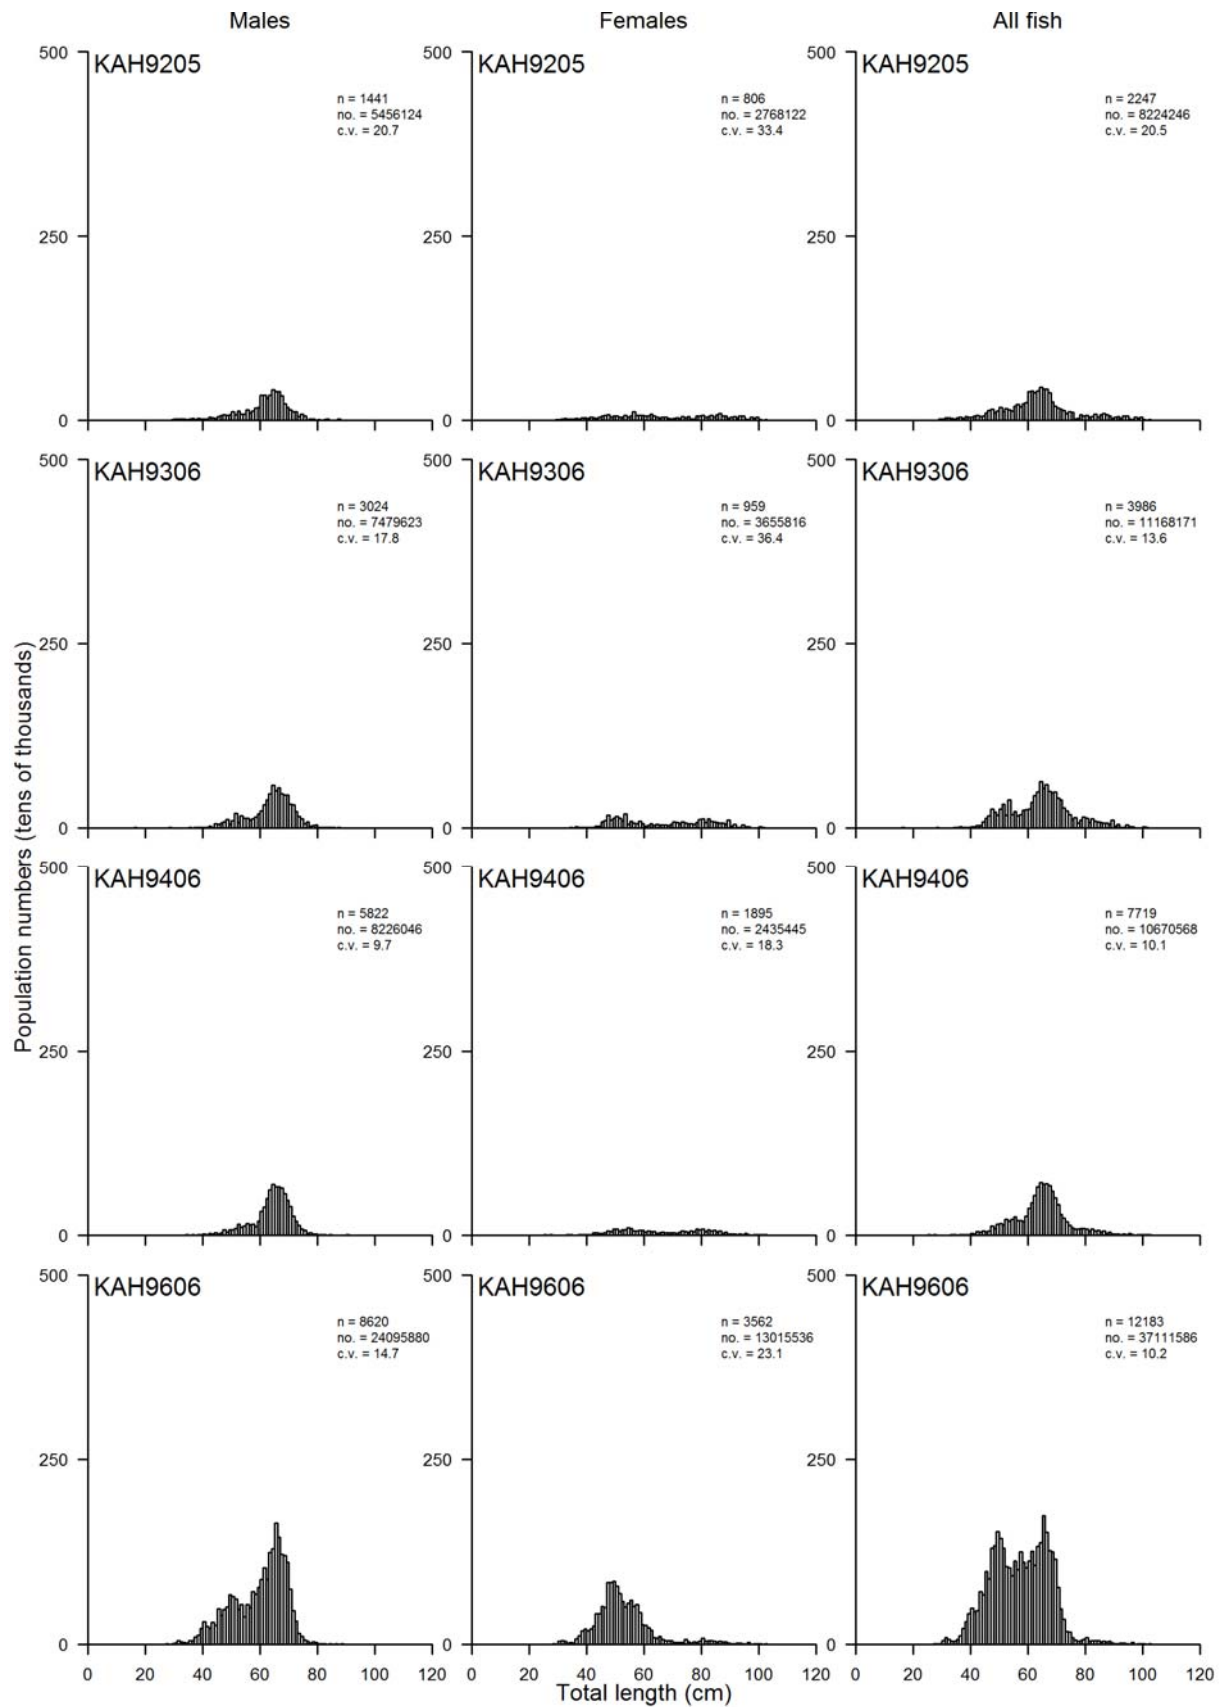 Males Females All fish
500 KAH9205 500 KAH9205 500 KAH9205
n = 1441 n = 806 n = 2247
no. = 5456124 no. = 2768122 no. = 8224246
c.v. = 20.7 c.v. = 33.4 c.v. = 20.5
250 250 250
0 0 0
500 KAH9306 500 KAH9306 500 KAH9306
n = 3024 n = 959 n = 3986
no. = 7479623 no. = 3655816 no. = 11168171
c.v. = 17.8 c.v. = 36.4 c.v. = 13.6
250 250 250
0 0 0
Population numbers (tens of thousands)
500 KAH9406 500 KAH9406 500 KAH9406
n = 5822 n = 1895 n = 7719
no. = 8226046 no. = 2435445 no. = 10670568
c.v. = 9.7 c.v. = 18.3 c.v. = 10.1
250 250 250
0 0 0
500 KAH9606 500 KAH9606 500 KAH9606
n = 8620 n = 3562 n = 12183
no. = 24095880 no. = 13015536 no. = 37111586
c.v. = 14.7 c.v. = 23.1 c.v. = 10.2
250 250 250
0 0 0
0 20 40 60 80 100 120 0 20 40 60 80 100 120 0 20 40 60 80 100 120
Total length (cm)